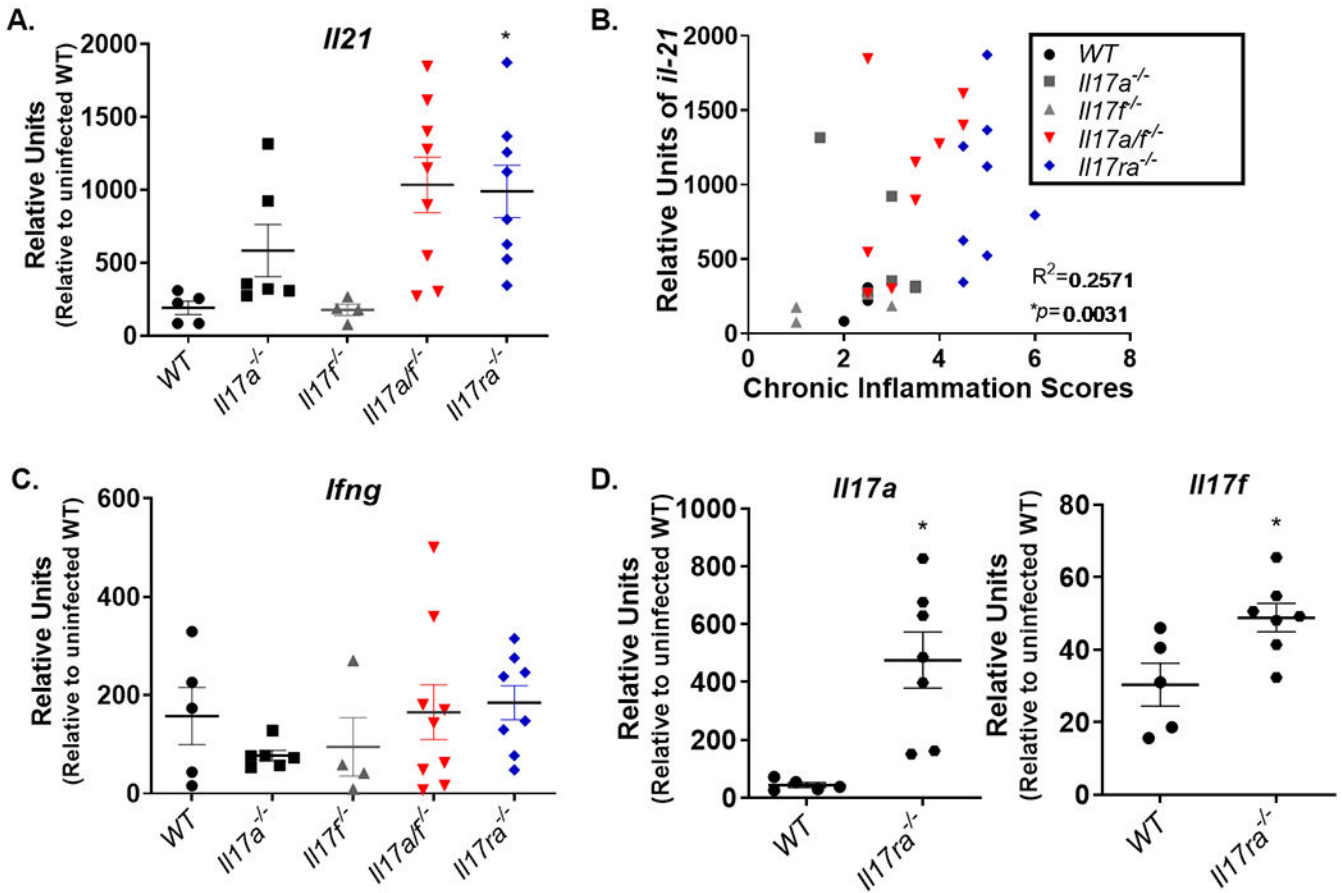 A.
Il21
*
Relative Units
(Relative to uninfected WT)
2000
1500
1000
500
0
WT
Il17a-/-
Il17f-/-
Il17a/f-/-
Il17ra-/-
B.
Relative Units of il-21
2000
1500
1000
500
0
0 2 4 6 8
Chronic Inflammation Scores
WT
Il17a-/-
Il17f-/-
Il17a/f-/-
Il17ra-/-
R2=0.2571
*p=0.0031
C.
Ifng
Relative Units
(Relative to uninfected WT)
600
400
200
0
WT
Il17a-/-
Il17f-/-
Il17a/f-/-
Il17ra-/-
D.
Il17a
*
Relative Units
(Relative to uninfected WT)
1000
800
600
400
200
0
WT
Il17ra-/-
Il17f
*
Relative Units
(Relative to uninfected WT)
80
60
40
20
0
WT
Il17ra-/-